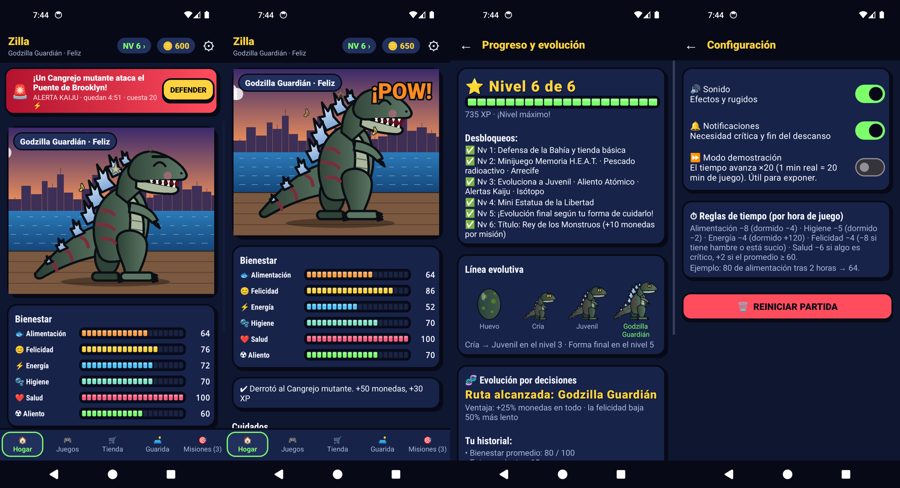 7:44
Zilla
Godzilla Guardián · Feliz
NV 6 ›
600
¡Un Cangrejo mutante ataca el
Puente de Brooklyn!
ALERTA KAIJU · quedan 4:51 · cuesta 20
⚡
DEFENDER
Godzilla Guardián · Feliz
Bienestar
Alimentación 64
Felicidad 76
Energía 72
Higiene 70
Salud 100
Aliento 60
Hogar
Juegos
Tienda
Guarida
Misiones (3)
7:44
Zilla
Godzilla Guardián · Feliz
NV 6 ›
650
Godzilla Guardián · Feliz
¡POW!
Bienestar
Alimentación 64
Felicidad 86
Energía 52
Higiene 70
Salud 100
Aliento 70
✔ Derrotó al Cangrejo mutante. +50 monedas, +30
XP
Cuidados
Hogar
Juegos
Tienda
Guarida
Misiones (3)
7:44
← Progreso y evolución
⭐ Nivel 6 de 6
735 XP · ¡Nivel máximo!
Desbloqueos:
✅ Nv 1: Defensa de la Bahía y tienda básica
✅ Nv 2: Minijuego Memoria H.E.A.T. · Pescado
radioactivo · Arrecife
✅ Nv 3: Evoluciona a Juvenil · Aliento Atómico ·
Alertas Kaiju · Isótopo
✅ Nv 4: Mini Estatua de la Libertad
✅ Nv 5: ¡Evolución final según tu forma de cuidarlo!
✅ Nv 6: Título: Rey de los Monstruos (+10 monedas
por misión)
Línea evolutiva
Huevo
Cría
Juvenil
Godzilla
Guardián
Cría → Juvenil en el nivel 3 · Forma final en el nivel 5
🧬 Evolución por decisiones
Ruta alcanzada: Godzilla Guardián
Ventaja: +25% monedas en todo · la felicidad baja
50% más lento
Tu historial:
• Bienestar promedio: 80 / 100
7:44
← Configuración
🔊 Sonido
Efectos y rugidos
🔔 Notificaciones
Necesidad crítica y fin del descanso
⏩ Modo demostración
El tiempo avanza ×20 (1 min real = 20
min de juego). Útil para exponer.
⏱ Reglas de tiempo (por hora de juego)
Alimentación −8 (dormido −4) · Higiene −5 (dormido
−2) · Energía −4 (dormido +120) · Felicidad −4 (−8 si
tiene hambre o está sucio) · Salud −6 si algo es
crítico, +2 si el promedio ≥ 60.
Ejemplo: 80 de alimentación tras 2 horas → 64.
🗑 REINICIAR PARTIDA